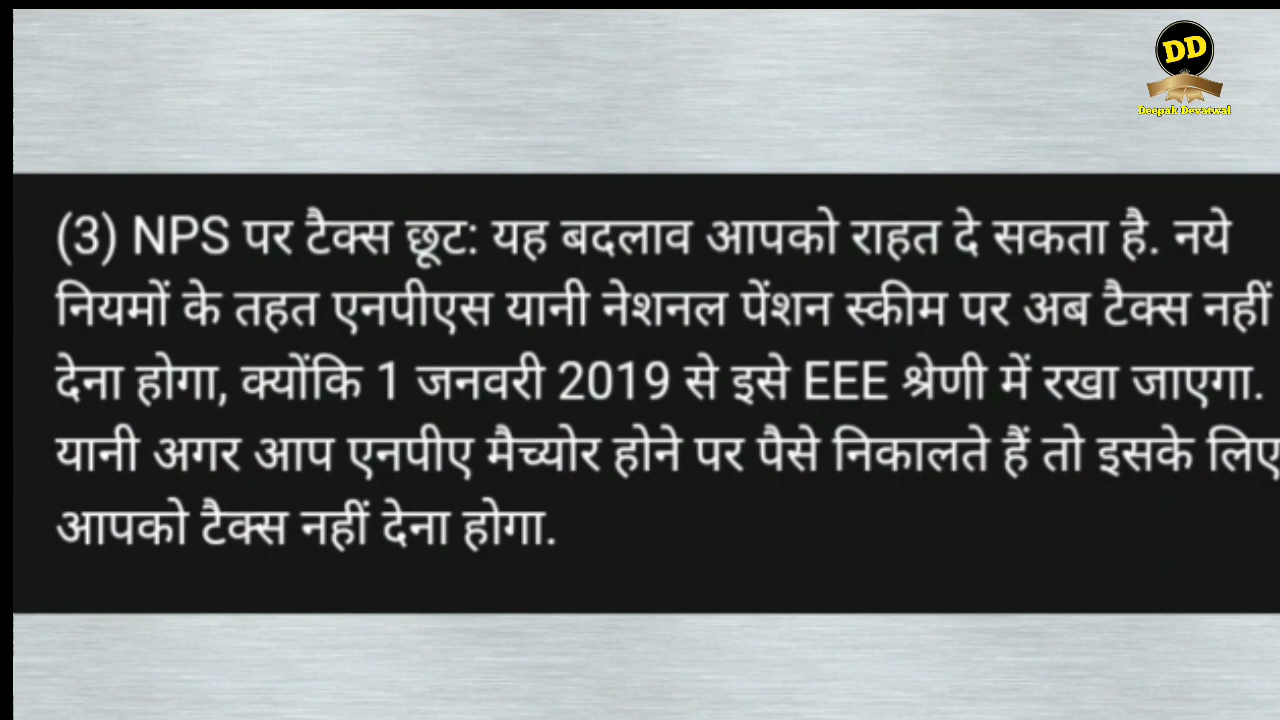 DD
Deepak Devatwal
(3) NPS पर टैक्स छूट: यह बदलाव आपको राहत दे सकता है. नये
नियमों के तहत एनपीएस यानी नेशनल पेंशन स्कीम पर अब टैक्स नहीं
देना होगा, क्योंकि 1 जनवरी 2019 से इसे EEE श्रेणी में रखा जाएगा.
यानी अगर आप एनपीए मैच्योर होने पर पैसे निकालते हैं तो इसके लिए
आपको टैक्स नहीं देना होगा.